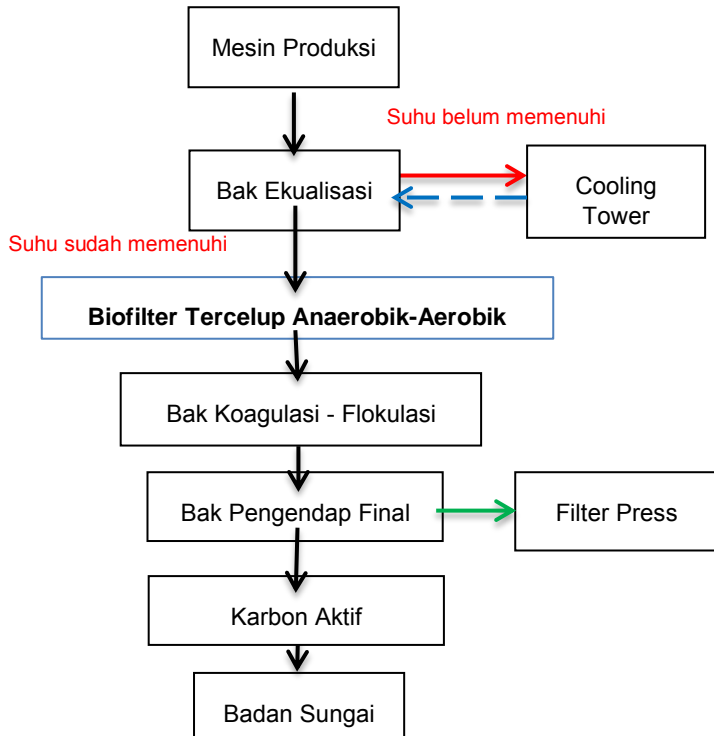 Mesin Produksi
Suhu belum memenuhi
Bak Ekualisasi
Cooling
Tower
Suhu sudah memenuhi
Biofilter Tercelup Anaerobik-Aerobik
Bak Koagulasi - Flokulasi
Bak Pengendap Final
Filter Press
Karbon Aktif
Badan Sungai